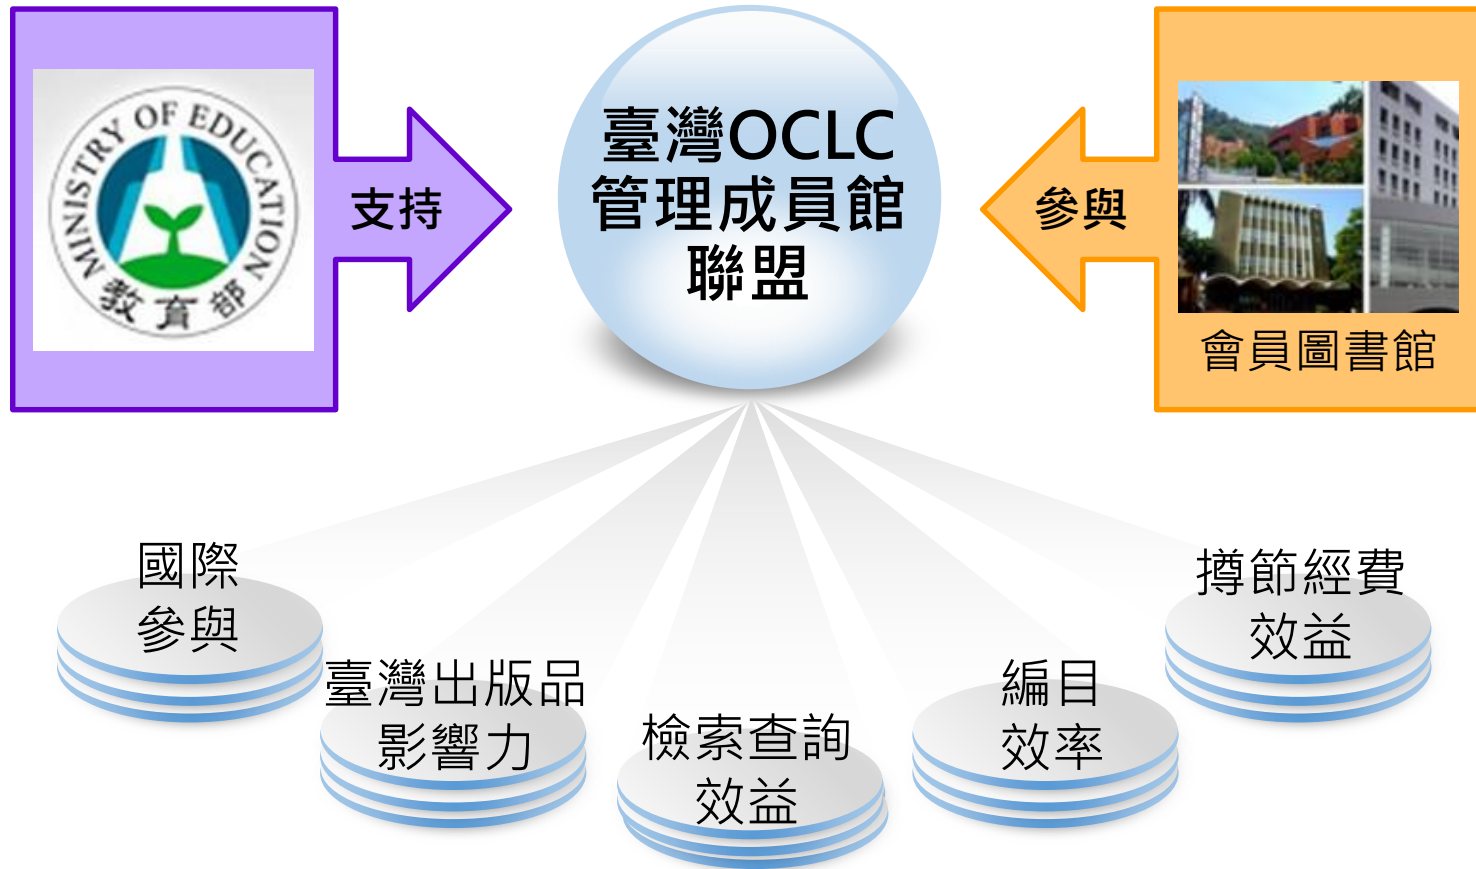 MINISTRY OF EDUCATION
教育部
支持
臺灣OCLC
管理成員館
聯盟
參與
會員圖書館
國際
參與
臺灣出版品
影響力
檢索查詢
效益
編目
效率
撙節經費
效益